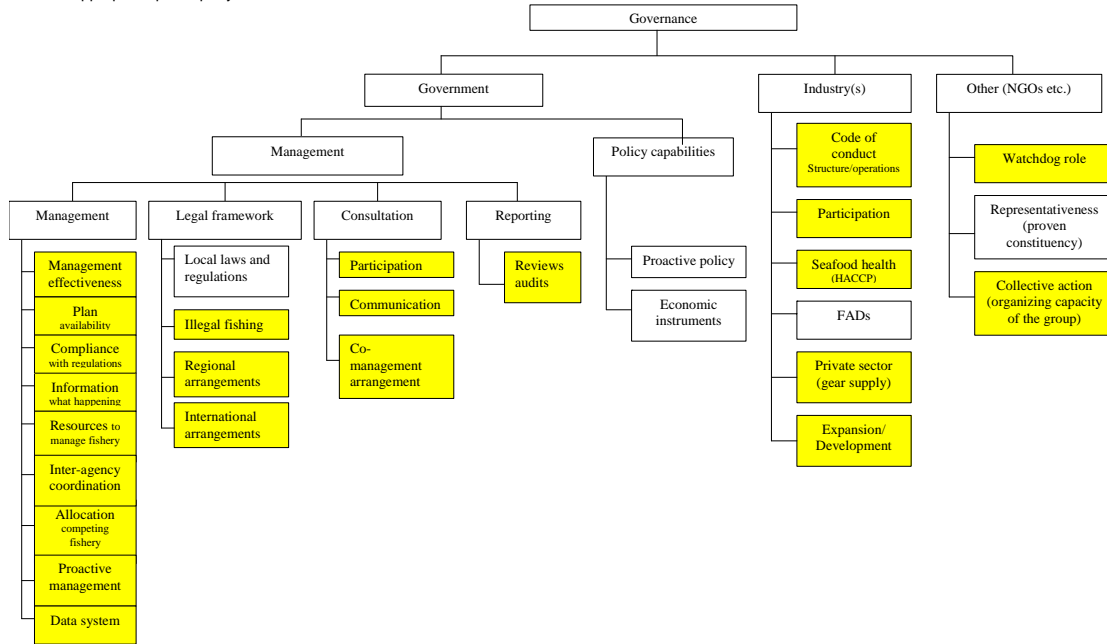 Governance
Government
Industry(s)
Other (NGOs etc.)
Management
Policy capabilities
Management
Legal framework
Consultation
Reporting
Management
effectiveness
Plan
availability
Compliance
with regulations
Information
what happening
Resources to
manage fishery
Inter-agency
coordination
Allocation
competing
fishery
Proactive
management
Data system
Local laws and
regulations
Illegal fishing
Regional
arrangements
International
arrangements
Participation
Communication
Co-
management
arrangement
Reviews
audits
Proactive policy
Economic
instruments
Code of
conduct
Structure/operations
Participation
Seafood health
(HACCP)
FADs
Private sector
(gear supply)
Expansion/
Development
Watchdog role
Representativeness
(proven
constituency)
Collective action
(organizing capacity
of the group)